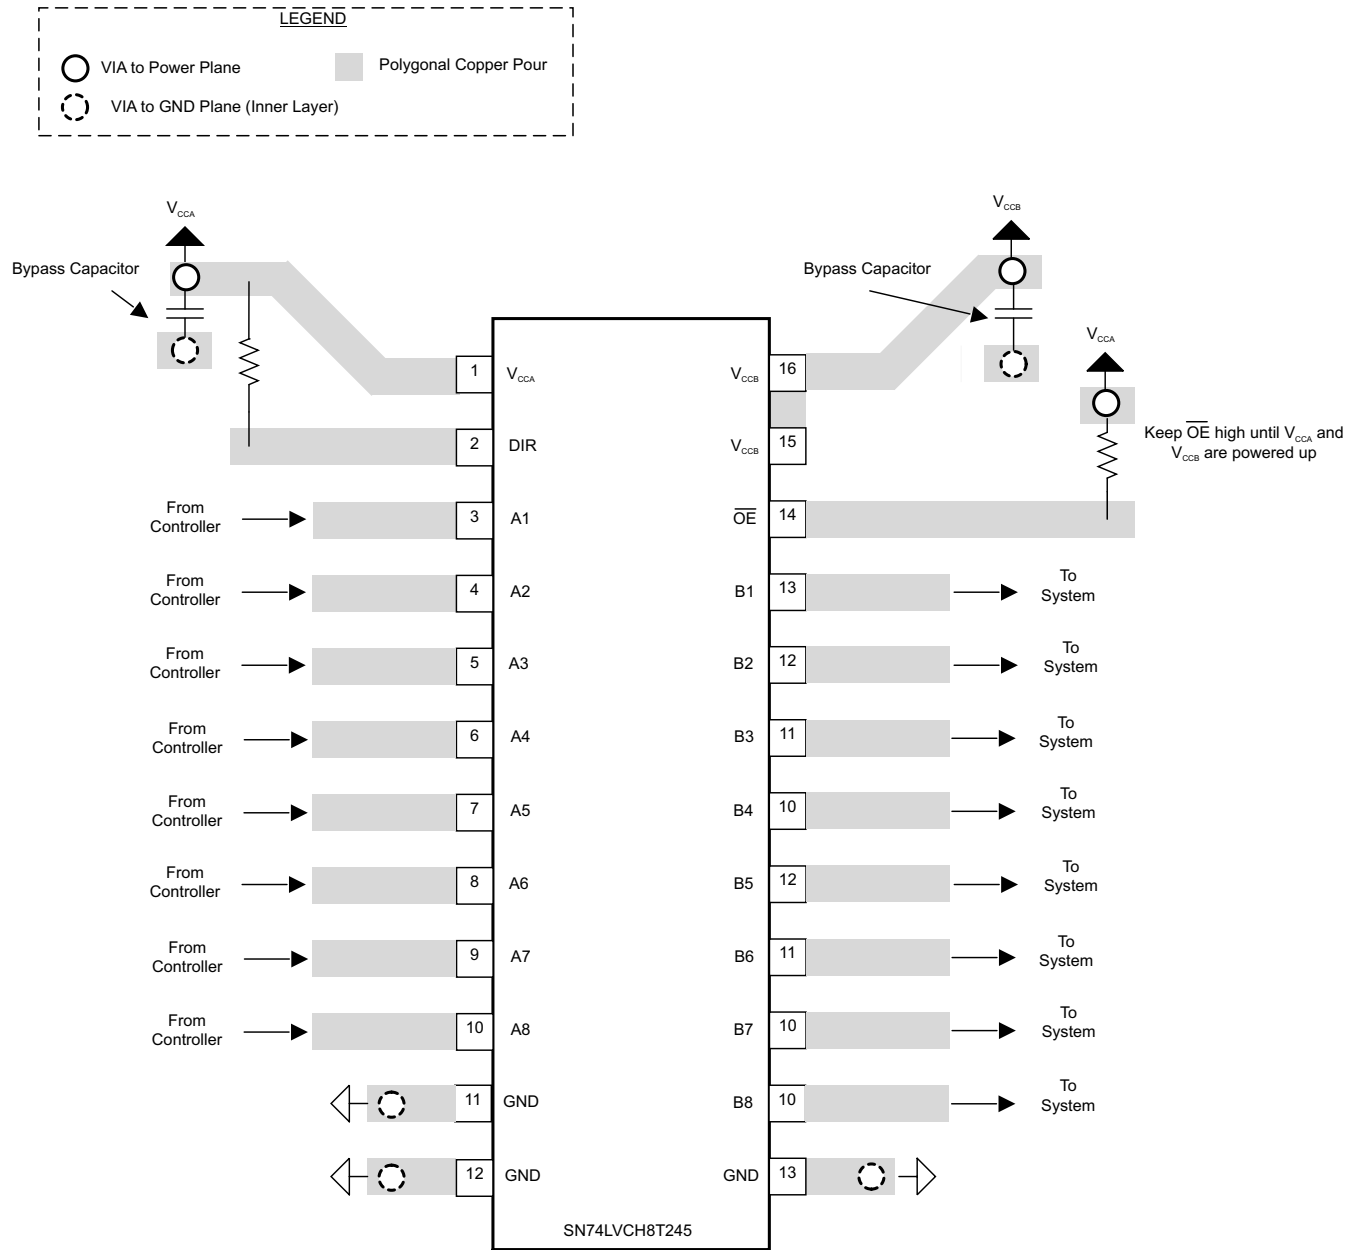 LEGEND
VIA to Power Plane
Polygonal Copper Pour
VIA to GND Plane (Inner Layer)
VCCA
VCCB
Bypass Capacitor
Bypass Capacitor
VCCA
Keep OE high until VCCA and
VCCB are powered up
1 VCCA
VCCB 16
2 DIR
VCCB 15
From
Controller
3 A1
OE 14
From
Controller
4 A2
B1 13
To
System
From
Controller
5 A3
B2 12
To
System
From
Controller
6 A4
B3 11
To
System
From
Controller
7 A5
B4 10
To
System
From
Controller
8 A6
B5 12
To
System
From
Controller
9 A7
B6 11
To
System
From
Controller
10 A8
B7 10
To
System
11 GND
B8 10
To
System
12 GND
GND 13
SN74LVCH8T245